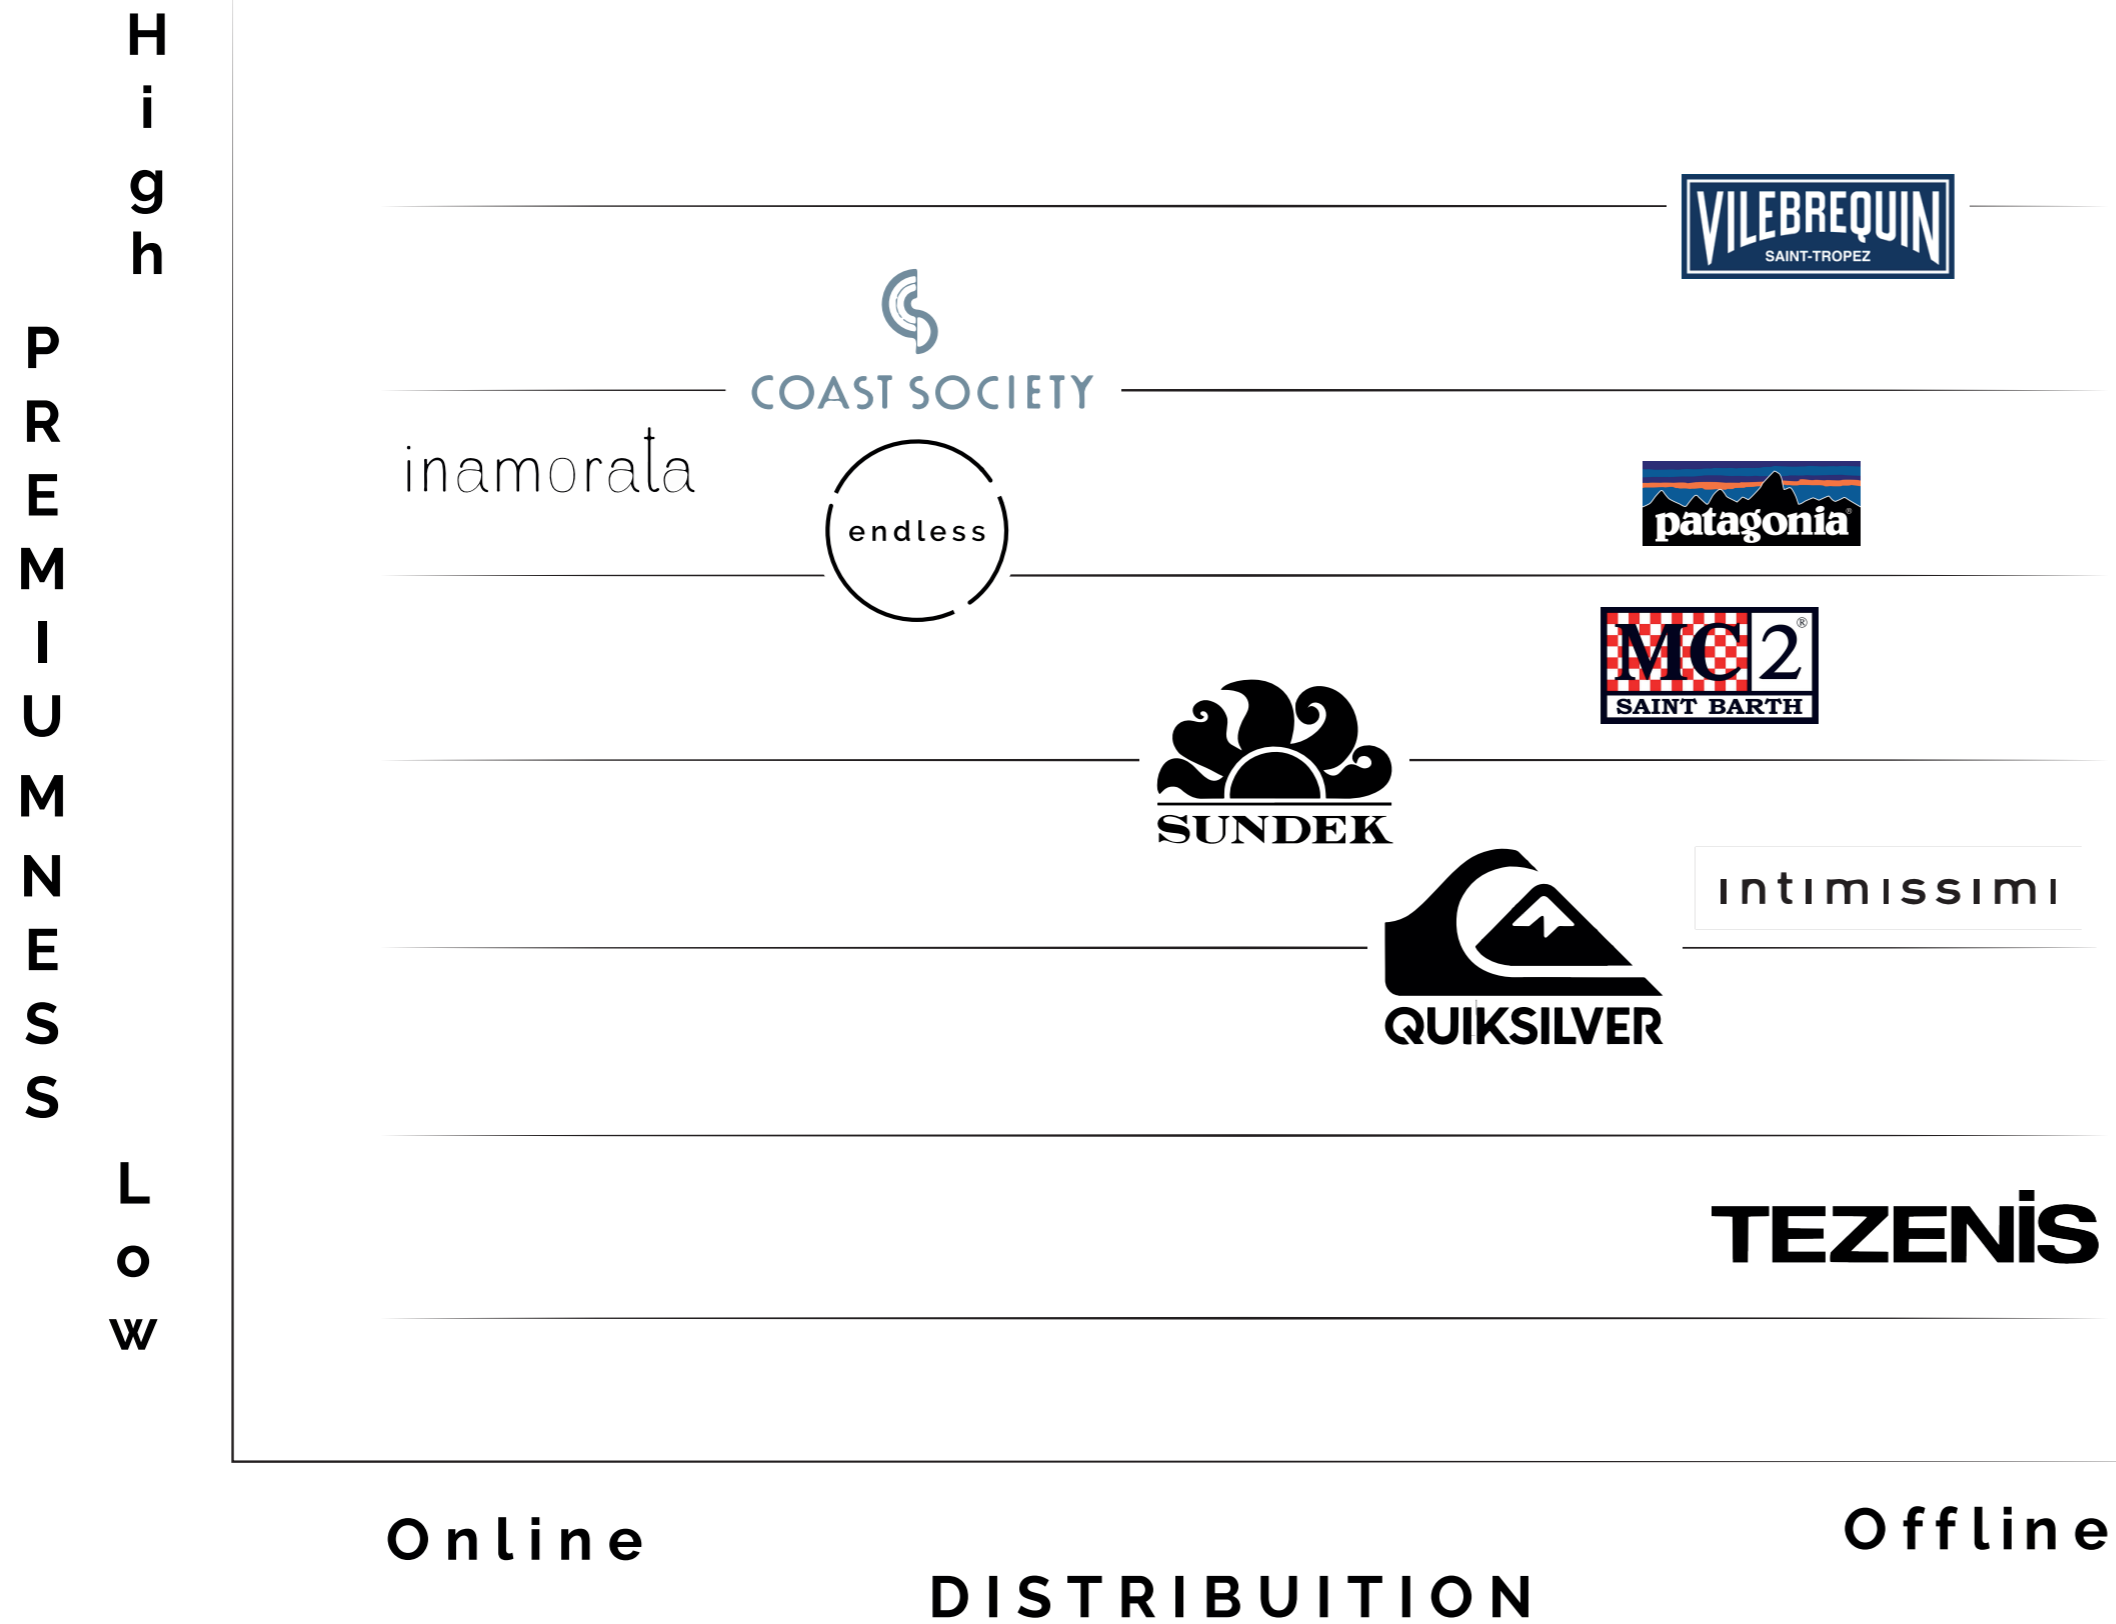 High
PREMIUMNESS
Low
VILEBREQUIN
SAINT-TROPEZ
COAST SOCIETY
inamorata
endless
patagonia®
MC2®
SAINT BARTH
SUNDEK
intimissimi
QUIKSILVER
TEZENIS
Online
Offline
DISTRIBUITION